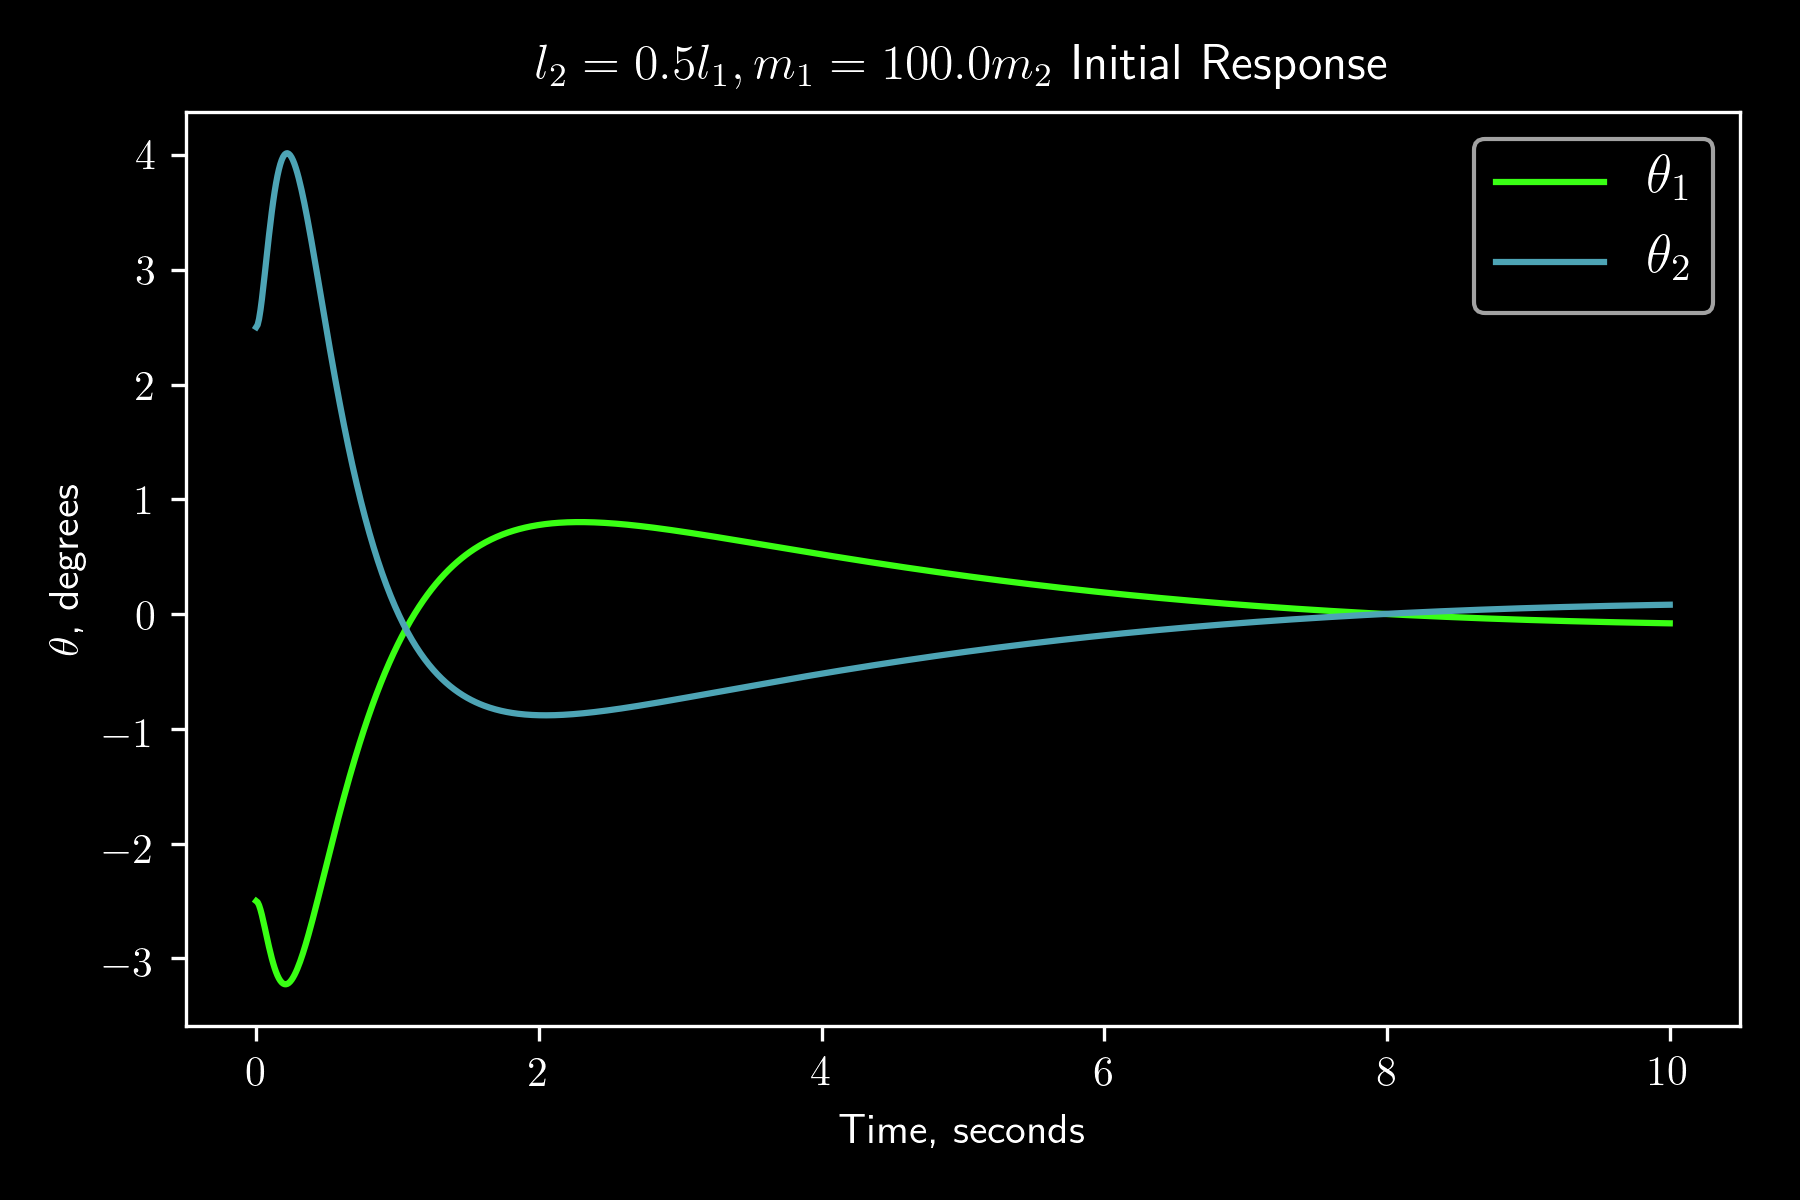 l₂ = 0.5l₁, m₁ = 100.0m₂ Initial Response
θ₁
θ₂
θ, degrees
4
3
2
1
0
−1
−2
−3
0 2 4 6 8 10
Time, seconds